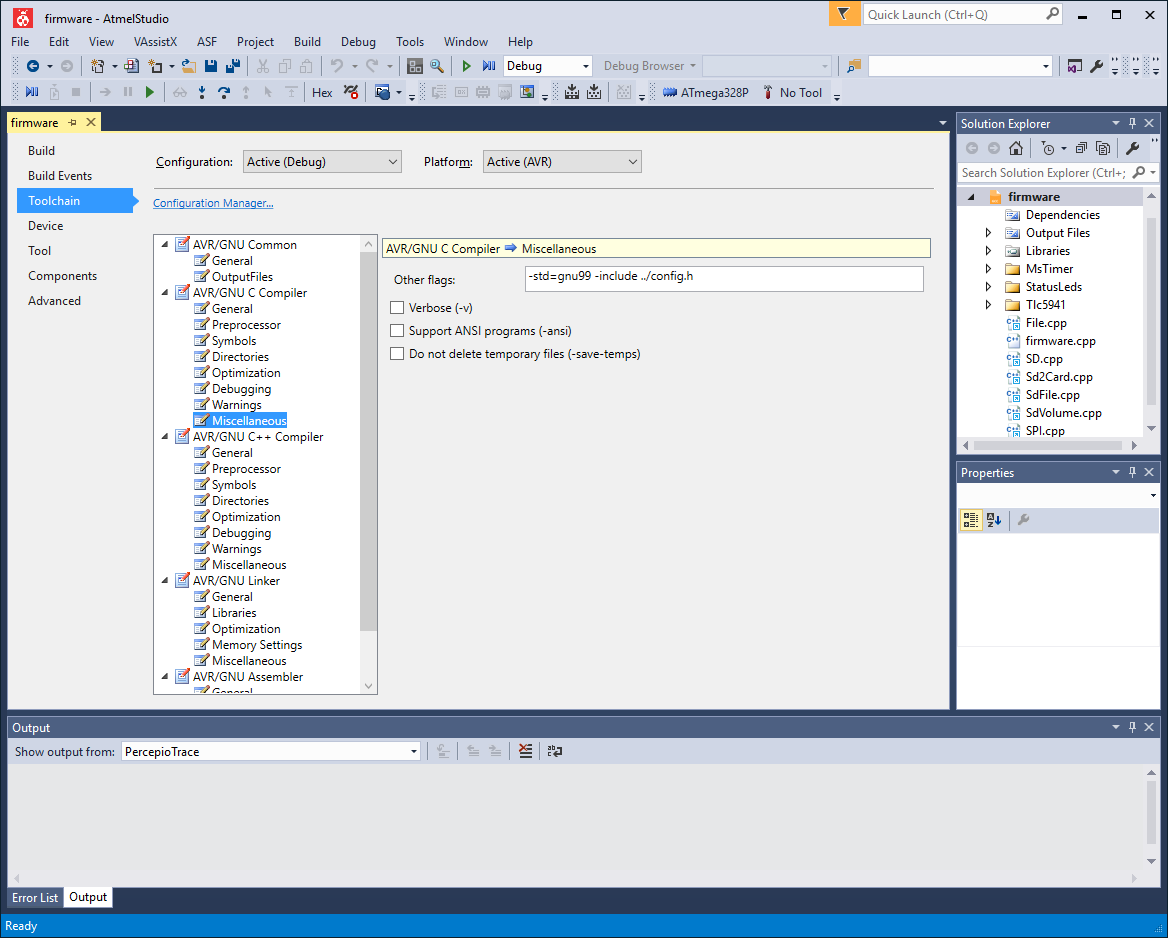 firmware - AtmelStudio
Quick Launch (Ctrl+Q)
File Edit View VAssistX ASF Project Build Debug Tools Window Help
Debug Debug Browser
Hex ATmega328P No Tool
firmware
Build
Build Events
Toolchain
Device
Tool
Components
Advanced
Configuration: Active (Debug) Platform: Active (AVR)
Configuration Manager...
AVR/GNU Common
General
OutputFiles
AVR/GNU C Compiler
General
Preprocessor
Symbols
Directories
Optimization
Debugging
Warnings
Miscellaneous
AVR/GNU C++ Compiler
General
Preprocessor
Symbols
Directories
Optimization
Debugging
Warnings
Miscellaneous
AVR/GNU Linker
General
Libraries
Optimization
Memory Settings
Miscellaneous
AVR/GNU Assembler
General
AVR/GNU C Compiler Miscellaneous
Other flags: -std=gnu99 -include ../config.h
Verbose (-v)
Support ANSI programs (-ansi)
Do not delete temporary files (-save-temps)
Solution Explorer
Search Solution Explorer (Ctrl+;
firmware
Dependencies
Output Files
Libraries
MsTimer
StatusLeds
Tlc5941
File.cpp
firmware.cpp
SD.cpp
Sd2Card.cpp
SdFile.cpp
SdVolume.cpp
SPI.cpp
Properties
Output
Show output from: PercepioTrace
Error List Output
Ready